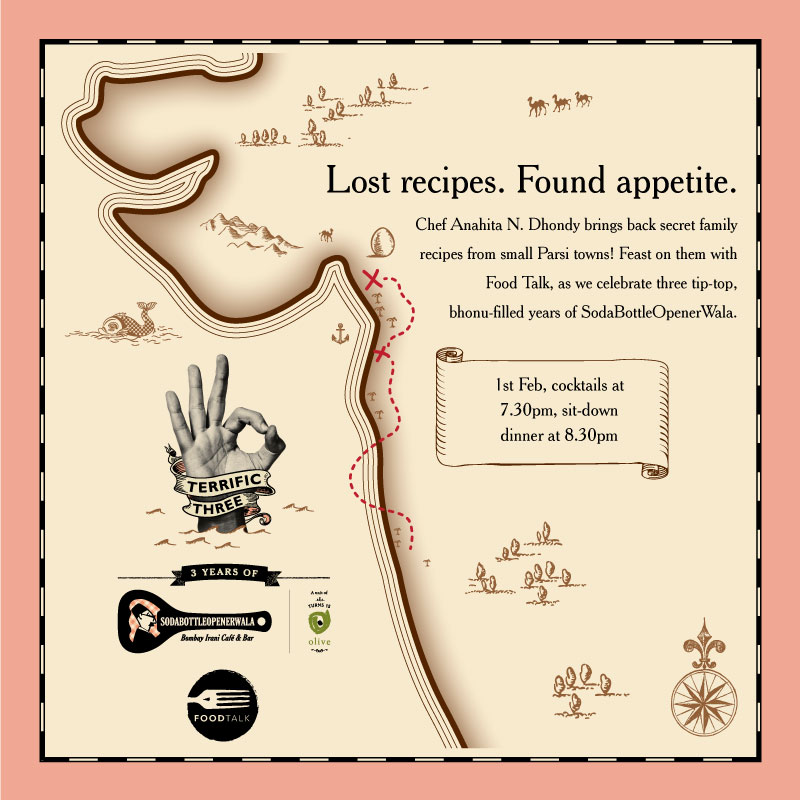 Lost recipes. Found appetite.
Chef Anahita N. Dhondy brings back secret family
recipes from small Parsi towns! Feast on them with
Food Talk, as we celebrate three tip-top,
bhonu-filled years of SodaBottleOpenerWala.
1st Feb, cocktails at
7.30pm, sit-down
dinner at 8.30pm
TERRIFIC
THREE
3 YEARS OF
SODABOTTLEOPENERWALA
Bombay Irani Café & Bar
TURNS 15
olive
FOODTALK